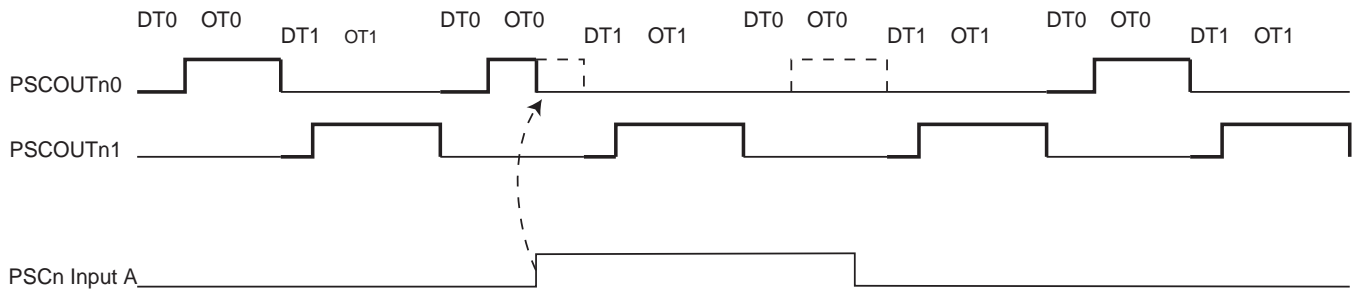 DT0 OT0 DT0 OT0 DT0 OT0 DT0 OT0
DT1 OT1 DT1 OT1 DT1 OT1 DT1 OT1
PSCOUTn0
PSCOUTn1
PSCn Input A